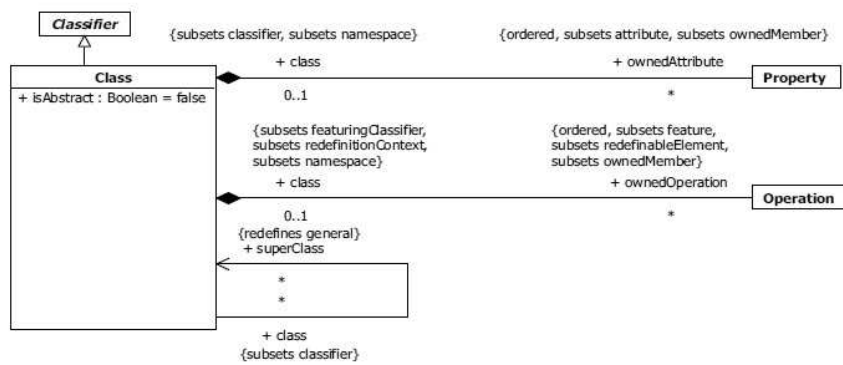 Classifier
{subsets classifier, subsets namespace}
{ordered, subsets attribute, subsets ownedMember}
Class
+ class
+ ownedAttribute
Property
+ isAbstract : Boolean = false
0..1
*
{subsets featuringClassifier,
subsets redefinitionContext,
subsets namespace}
{ordered, subsets feature,
subsets redefinableElement,
subsets ownedMember}
+ class
+ ownedOperation
Operation
0..1
*
{redefines general}
+ superClass
*
*
+ class
{subsets classifier}